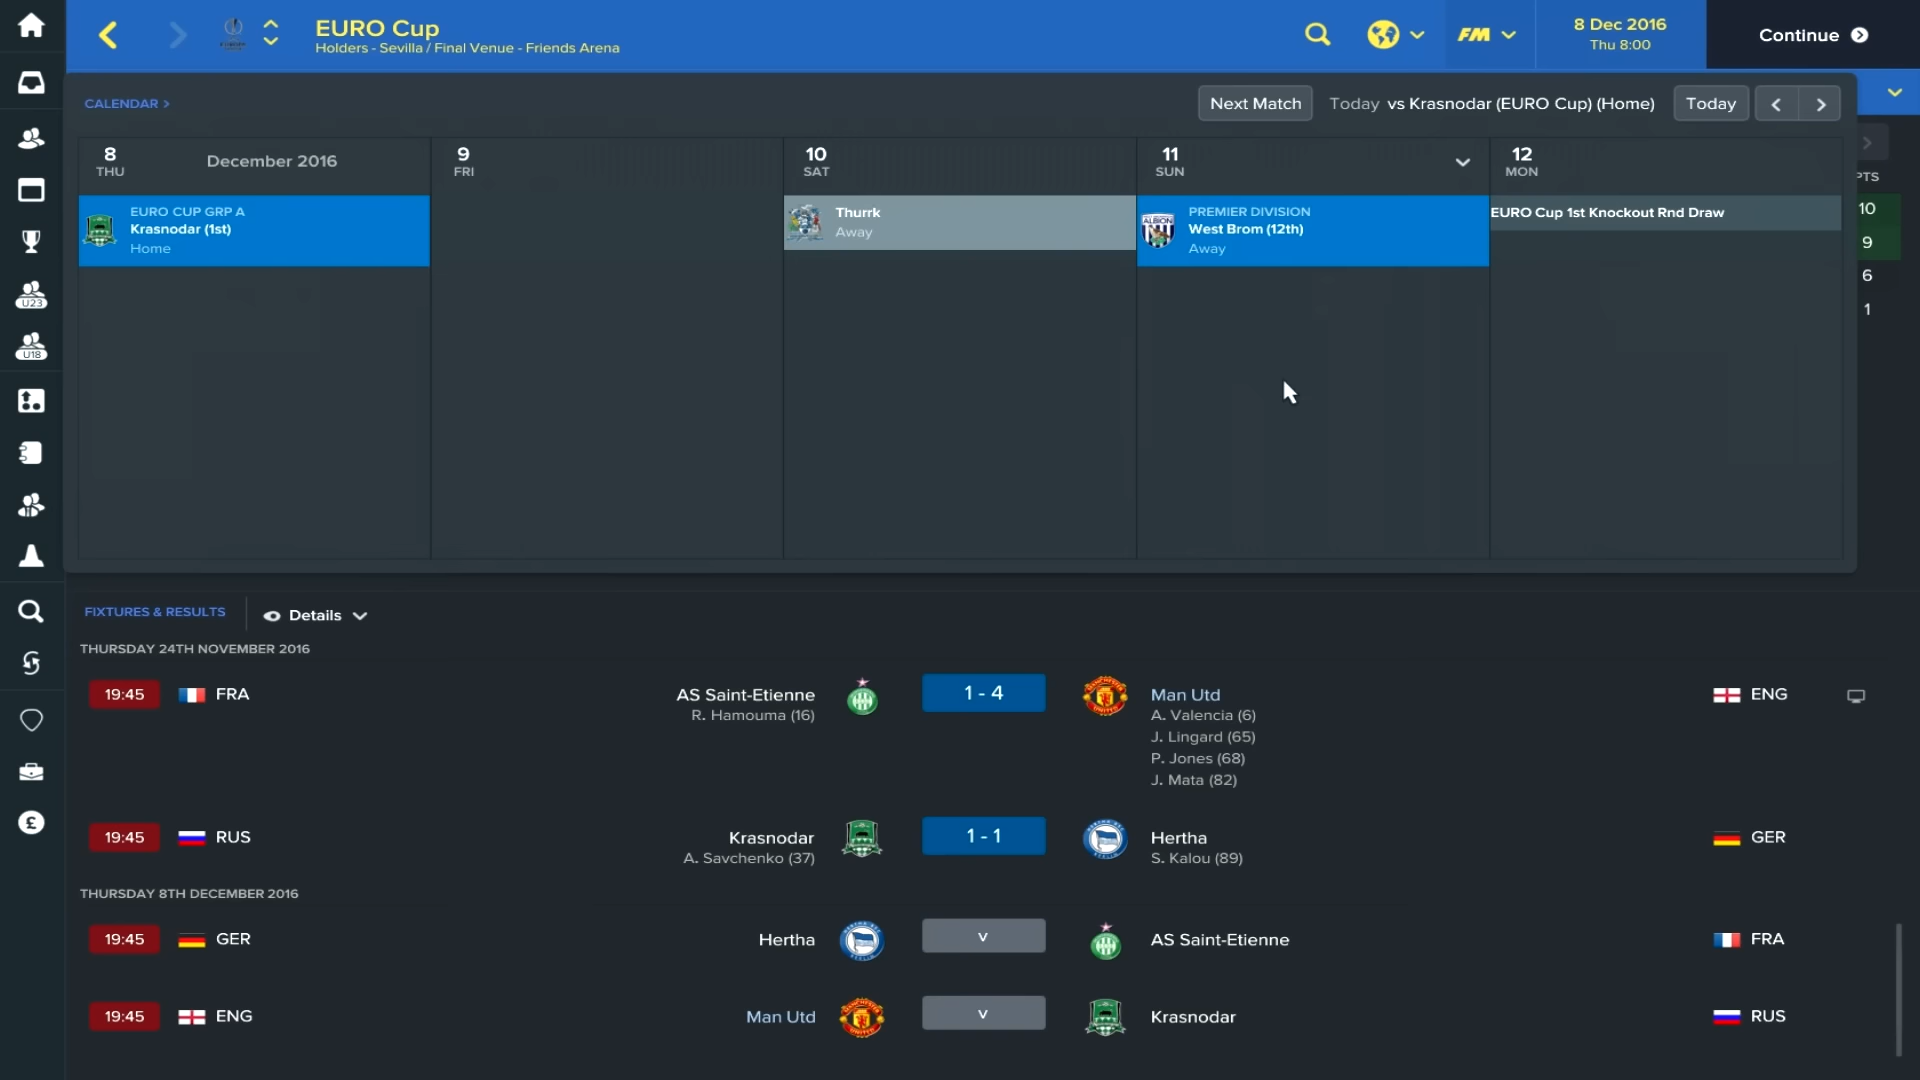 EURO Cup
Holders - Sevilla / Final Venue - Friends Arena
FM
8 Dec 2016
Thu 8:00
Continue
CALENDAR >
Next Match
Today vs Krasnodar (EURO Cup) (Home)
Today
8
THU
December 2016
9
FRI
10
SAT
11
SUN
12
MON
PTS
EURO CUP GRP A
Krasnodar (1st)
Home
Thurrk
Away
ALBION
PREMIER DIVISION
West Brom (12th)
Away
EURO Cup 1st Knockout Rnd Draw
10
9
6
1
U23
U18
FIXTURES & RESULTS
Details
THURSDAY 24TH NOVEMBER 2016
19:45 FRA AS Saint-Etienne 1 - 4 Man Utd ENG
R. Hamouma (16) A. Valencia (6)
J. Lingard (65)
P. Jones (68)
J. Mata (82)
19:45 RUS Krasnodar 1 - 1 Hertha GER
A. Savchenko (37) S. Kalou (89)
THURSDAY 8TH DECEMBER 2016
19:45 GER Hertha v AS Saint-Etienne FRA
19:45 ENG Man Utd v Krasnodar RUS